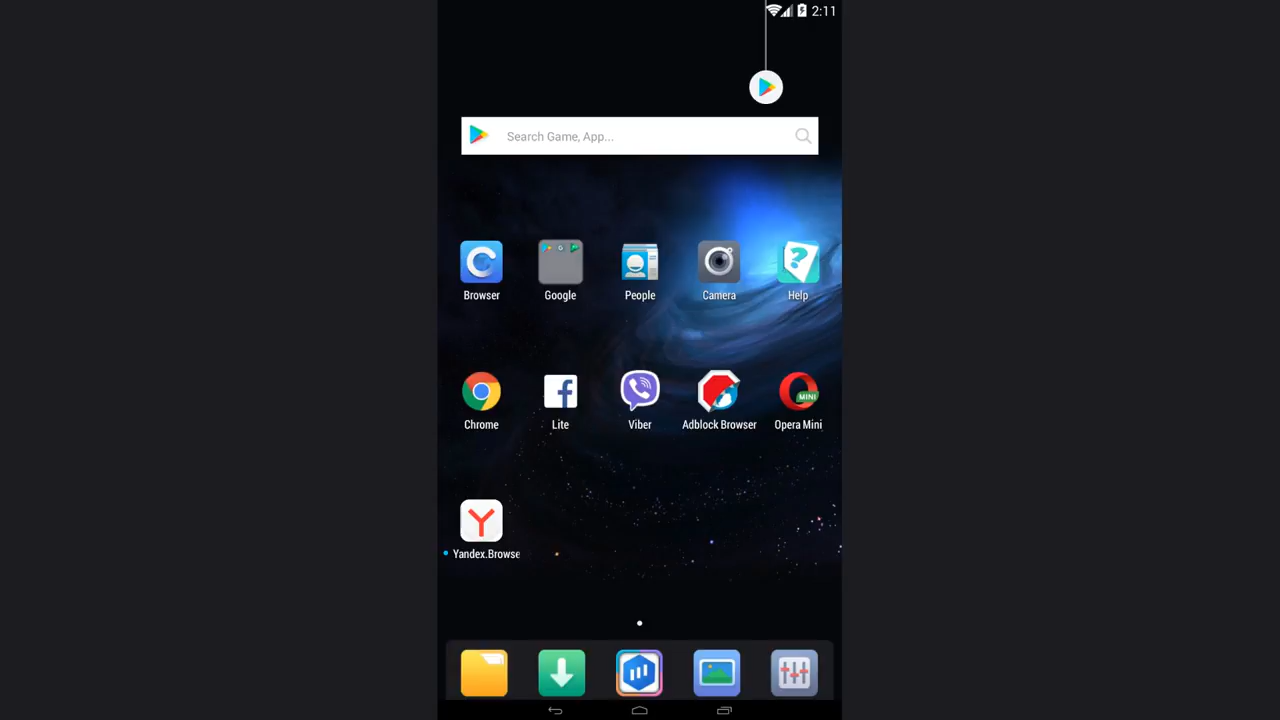 2:11
Search Game, App...
Browser
Google
People
Camera
Help
Chrome
Lite
Viber
Adblock Browser
MINI
Opera Mini
Yandex.Browse